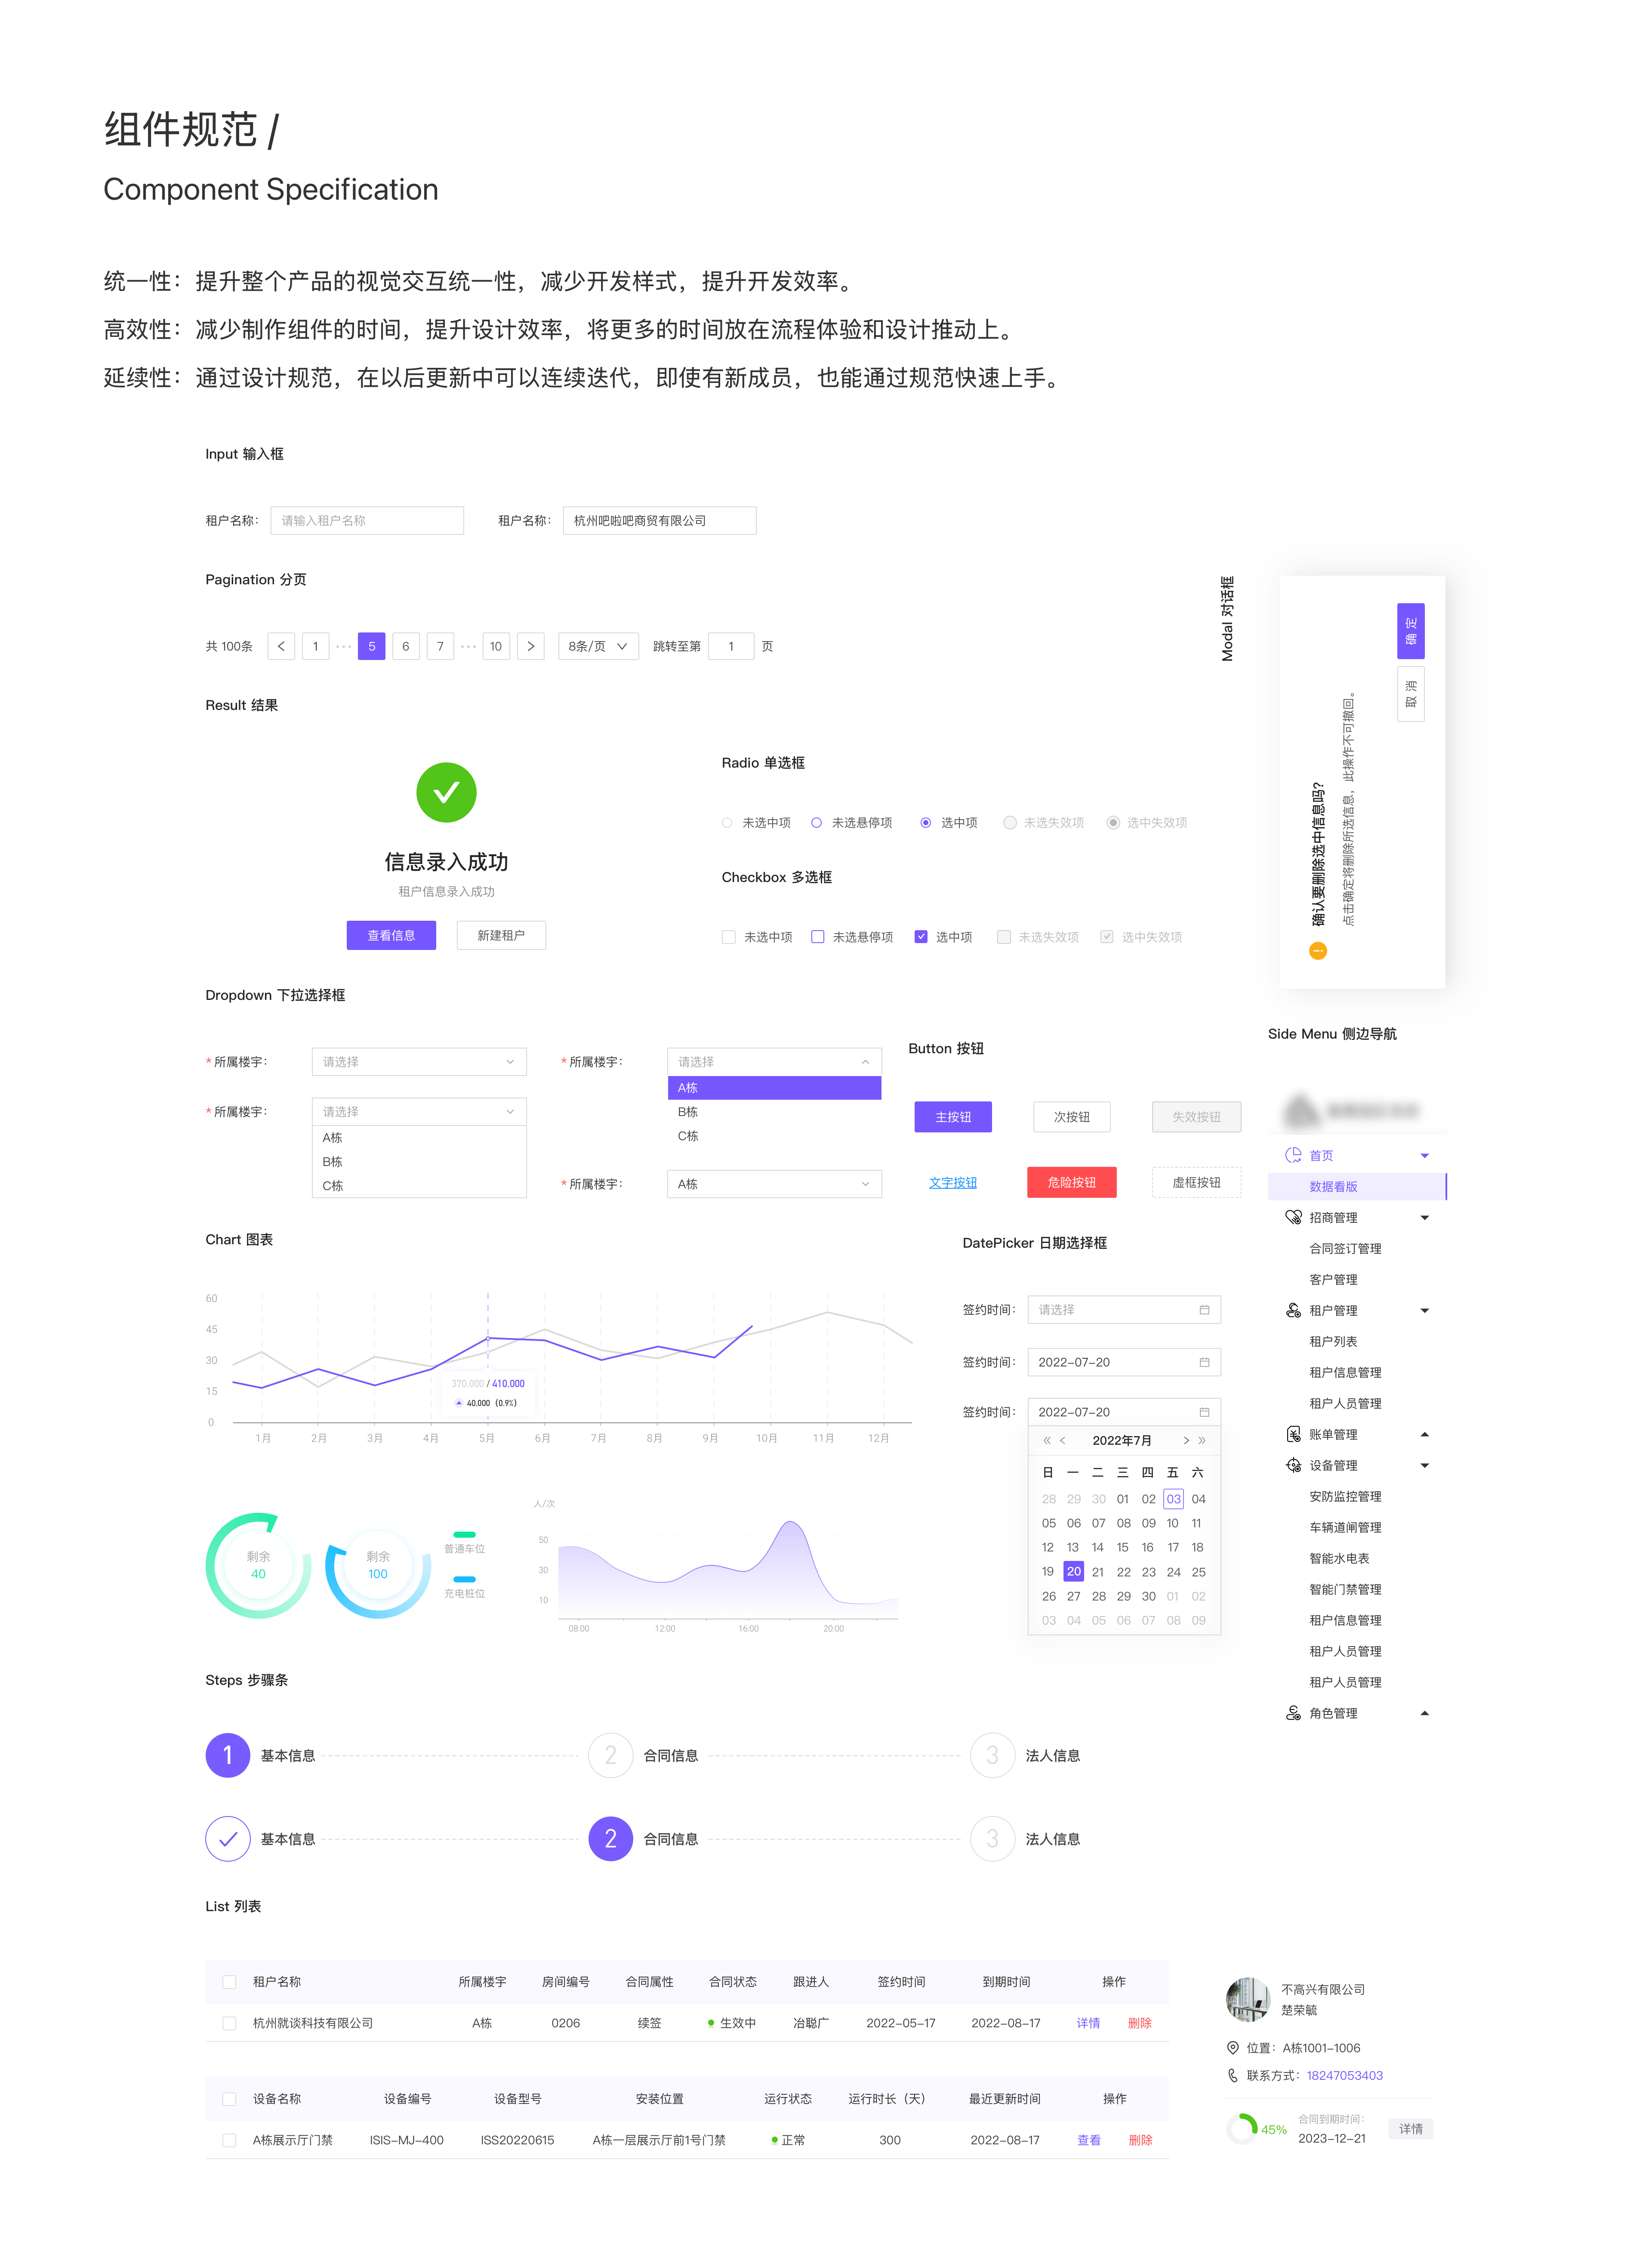 组件规范 /
Component Specification
统一性：提升整个产品的视觉交互统一性，减少开发样式，提升开发效率。
高效性：减少制作组件的时间，提升设计效率，将更多的时间放在流程体验和设计推动上。
延续性：通过设计规范，在以后更新中可以连续迭代，即使有新成员，也能通过规范快速上手。
Input 输入框
租户名称： 请输入租户名称 租户名称： 杭州吧啦吧商贸有限公司
Pagination 分页
共 100条 < 1 ··· 5 6 7 ··· 10 > 8条/页 跳转至第 1 页
Modal 对话框
确认要删除选中信息吗?
点击确定将删除所选信息，此操作不可撤回。
取 消
确 定
Result 结果
信息录入成功
租户信息录入成功
查看信息 新建租户
Radio 单选框
未选中项 未选悬停项 选中项 未选失效项 选中失效项
Checkbox 多选框
未选中项 未选悬停项 选中项 未选失效项 选中失效项
Dropdown 下拉选择框
* 所属楼宇： 请选择
* 所属楼宇： 请选择
A栋
B栋
C栋
* 所属楼宇： 请选择
A栋
B栋
C栋
* 所属楼宇： A栋
Button 按钮
主按钮 次按钮 失效按钮
文字按钮 危险按钮 虚框按钮
Side Menu 侧边导航
首页
数据看版
招商管理
合同签订管理
客户管理
租户管理
租户列表
租户信息管理
租户人员管理
账单管理
设备管理
安防监控管理
车辆道闸管理
智能水电表
智能门禁管理
租户信息管理
租户人员管理
租户人员管理
角色管理
Chart 图表
60
45
30
15
0
370,000 / 410,000
40,000 (0.9%)
1月 2月 3月 4月 5月 6月 7月 8月 9月 10月 11月 12月
剩余
40
剩余
100
普通车位
充电桩位
人/次
50
30
10
08:00 12:00 16:00 20:00
DatePicker 日期选择框
签约时间： 请选择
签约时间： 2022-07-20
签约时间： 2022-07-20
« < 2022年7月 > »
日 一 二 三 四 五 六
28 29 30 01 02 03 04
05 06 07 08 09 10 11
12 13 14 15 16 17 18
19 20 21 22 23 24 25
26 27 28 29 30 01 02
03 04 05 06 07 08 09
Steps 步骤条
1 基本信息 2 合同信息 3 法人信息
基本信息 2 合同信息 3 法人信息
List 列表
租户名称 所属楼宇 房间编号 合同属性 合同状态 跟进人 签约时间 到期时间 操作
杭州就谈科技有限公司 A栋 0206 续签 生效中 冶聪广 2022-05-17 2022-08-17 详情 删除
设备名称 设备编号 设备型号 安装位置 运行状态 运行时长（天） 最近更新时间 操作
A栋展示厅门禁 ISIS-MJ-400 ISS20220615 A栋一层展示厅前1号门禁 正常 300 2022-08-17 查看 删除
不高兴有限公司
楚荣毓
位置：A栋1001-1006
联系方式：18247053403
45%
合同到期时间：
2023-12-21
详情